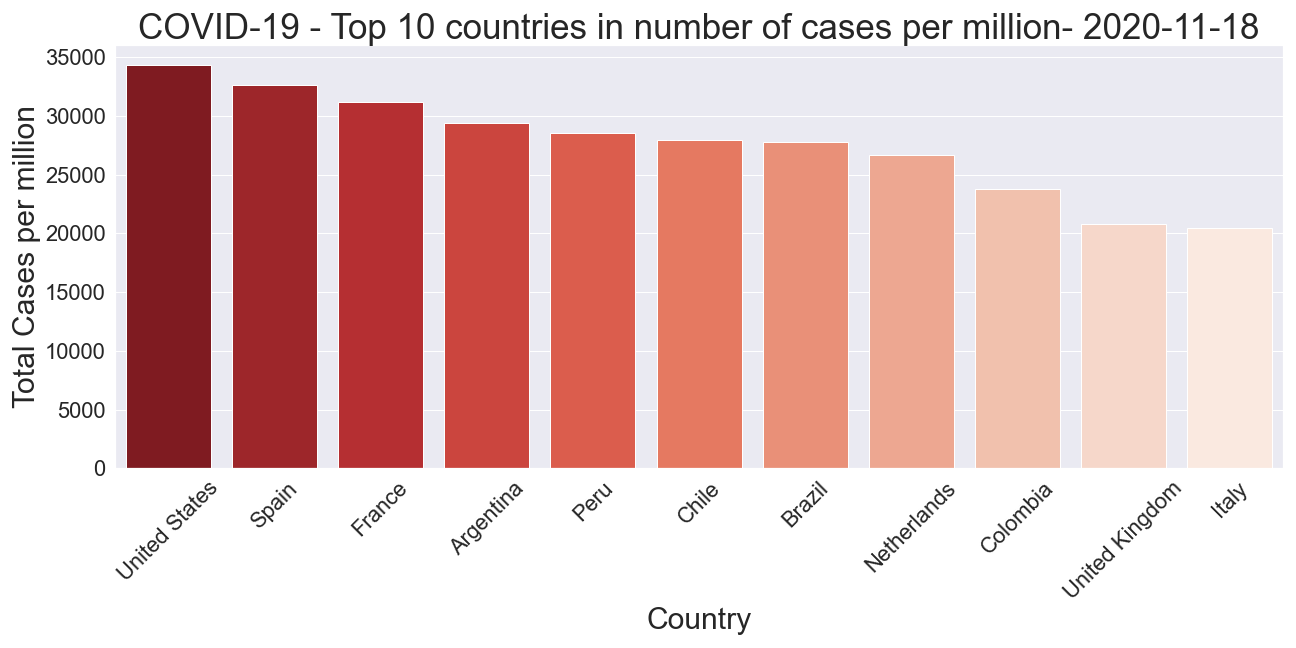 COVID-19 - Top 10 countries in number of cases per million- 2020-11-18
Total Cases per million
35000
30000
25000
20000
15000
10000
5000
0
United States
Spain
France
Argentina
Peru
Chile
Brazil
Netherlands
Colombia
United Kingdom
Italy
Country